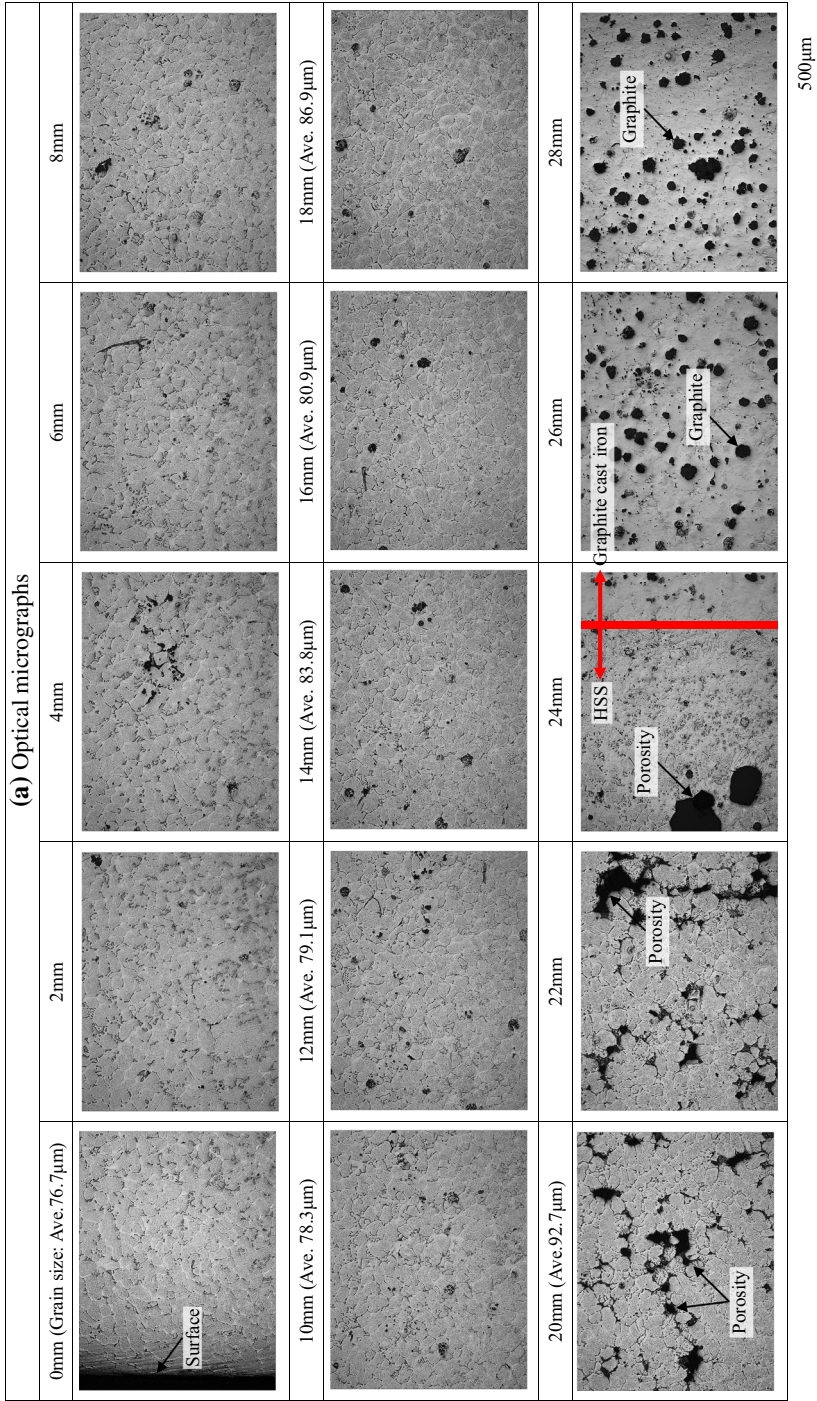 (a) Optical micrographs
0mm (Grain size: Ave.76.7μm)
2mm
4mm
6mm
8mm
Surface
10mm (Ave. 78.3μm)
12mm (Ave. 79.1μm)
14mm (Ave. 83.8μm)
16mm (Ave. 80.9μm)
18mm (Ave. 86.9μm)
20mm (Ave.92.7μm)
22mm
24mm
26mm
28mm
Porosity
Porosity
Porosity
HSS
Graphite cast iron
Graphite
Graphite
500μm